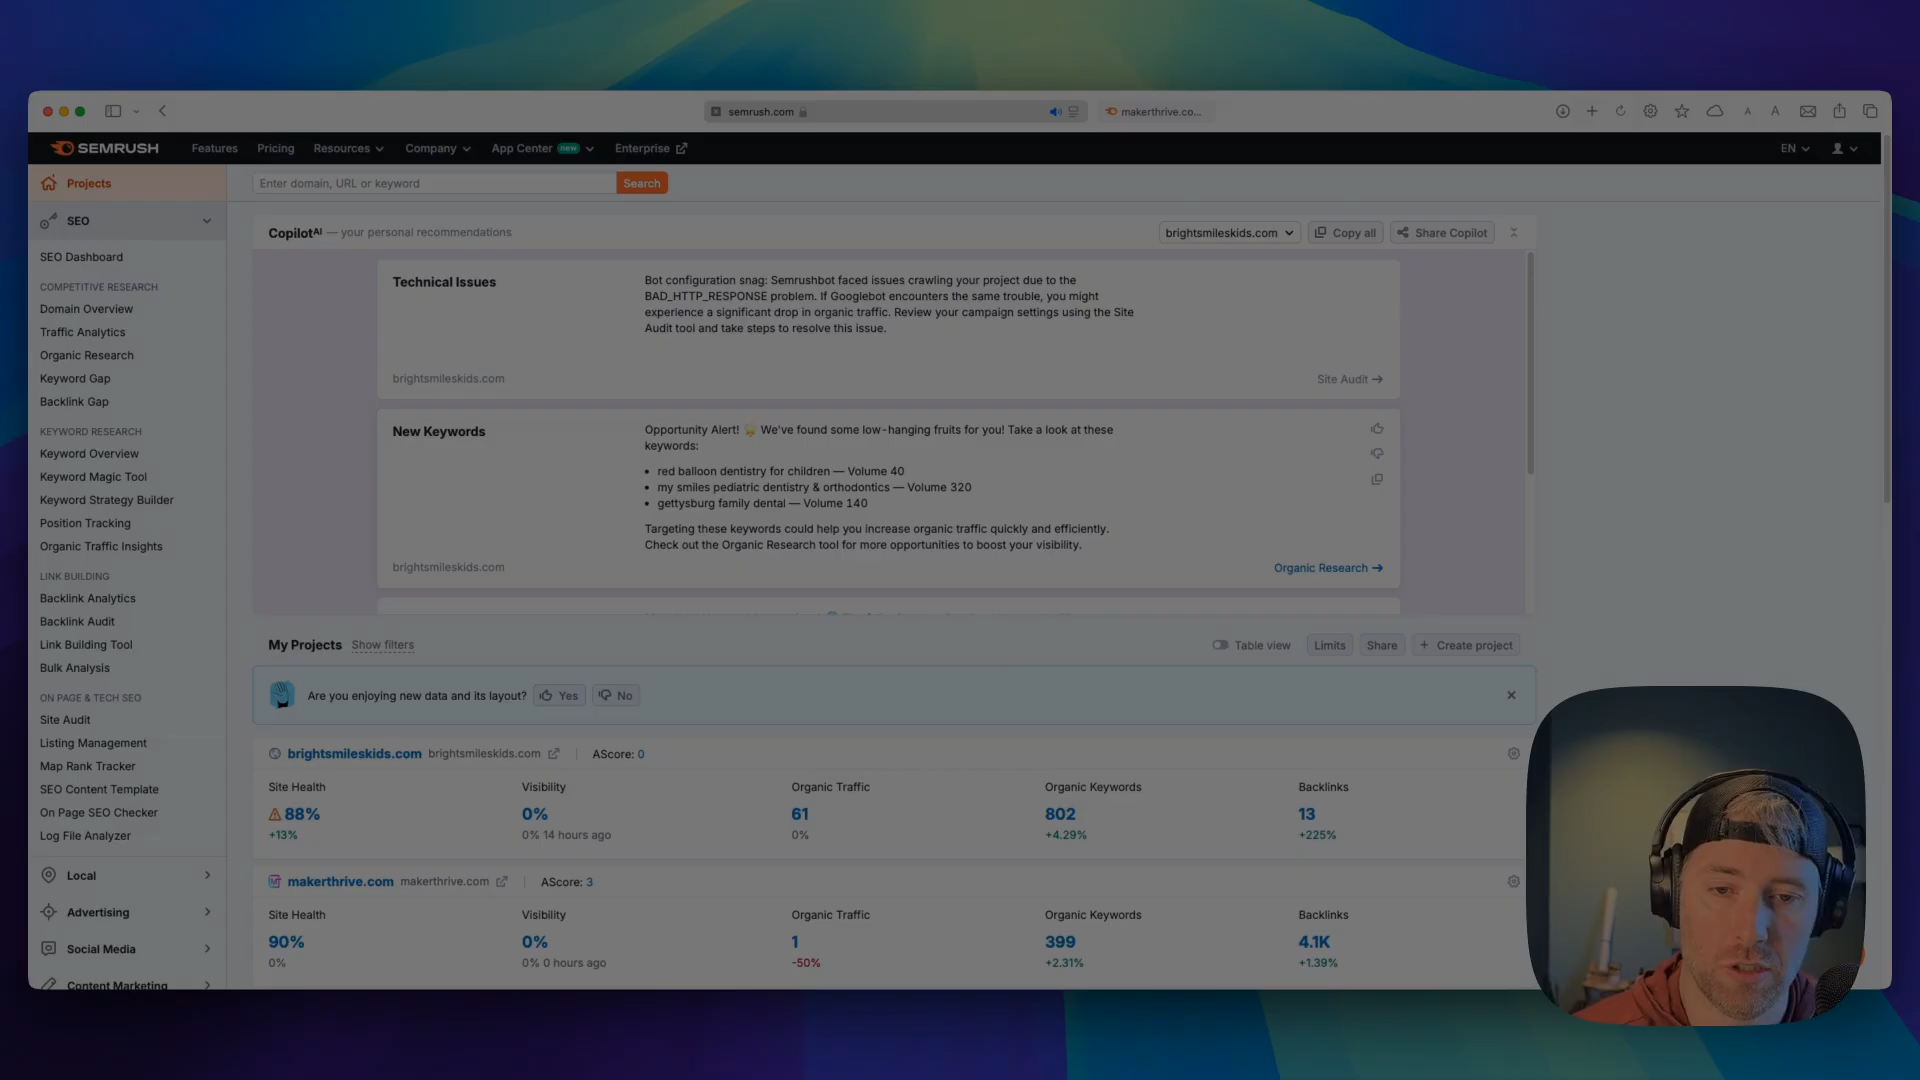 semrush.com
makerthrive.co...
SEMRUSH
Features
Pricing
Resources
Company
App Center new
Enterprise
EN
Projects
Enter domain, URL or keyword
Search
SEO
SEO Dashboard
COMPETITIVE RESEARCH
Domain Overview
Traffic Analytics
Organic Research
Keyword Gap
Backlink Gap
KEYWORD RESEARCH
Keyword Overview
Keyword Magic Tool
Keyword Strategy Builder
Position Tracking
Organic Traffic Insights
LINK BUILDING
Backlink Analytics
Backlink Audit
Link Building Tool
Bulk Analysis
ON PAGE & TECH SEO
Site Audit
Listing Management
Map Rank Tracker
SEO Content Template
On Page SEO Checker
Log File Analyzer
Local
Advertising
Social Media
Content Marketing
Copilot AI — your personal recommendations
brightsmileskids.com
Copy all
Share Copilot
Technical Issues
Bot configuration snag: Semrushbot faced issues crawling your project due to the
BAD_HTTP_RESPONSE problem. If Googlebot encounters the same trouble, you might
experience a significant drop in organic traffic. Review your campaign settings using the Site
Audit tool and take steps to resolve this issue.
brightsmileskids.com
Site Audit →
New Keywords
Opportunity Alert! We've found some low-hanging fruits for you! Take a look at these
keywords:
• red balloon dentistry for children — Volume 40
• my smiles pediatric dentistry & orthodontics — Volume 320
• gettysburg family dental — Volume 140
Targeting these keywords could help you increase organic traffic quickly and efficiently.
Check out the Organic Research tool for more opportunities to boost your visibility.
brightsmileskids.com
Organic Research →
My Projects
Show filters
Table view
Limits
Share
+ Create project
Are you enjoying new data and its layout?
Yes
No
brightsmileskids.com brightsmileskids.com
AScore: 0
Site Health
Visibility
Organic Traffic
Organic Keywords
Backlinks
88%
0%
61
802
13
+13%
0% 14 hours ago
0%
+4.29%
+225%
makerthrive.com makerthrive.com
AScore: 3
Site Health
Visibility
Organic Traffic
Organic Keywords
Backlinks
90%
0%
1
399
4.1K
0%
0% 0 hours ago
-50%
+2.31%
+1.39%